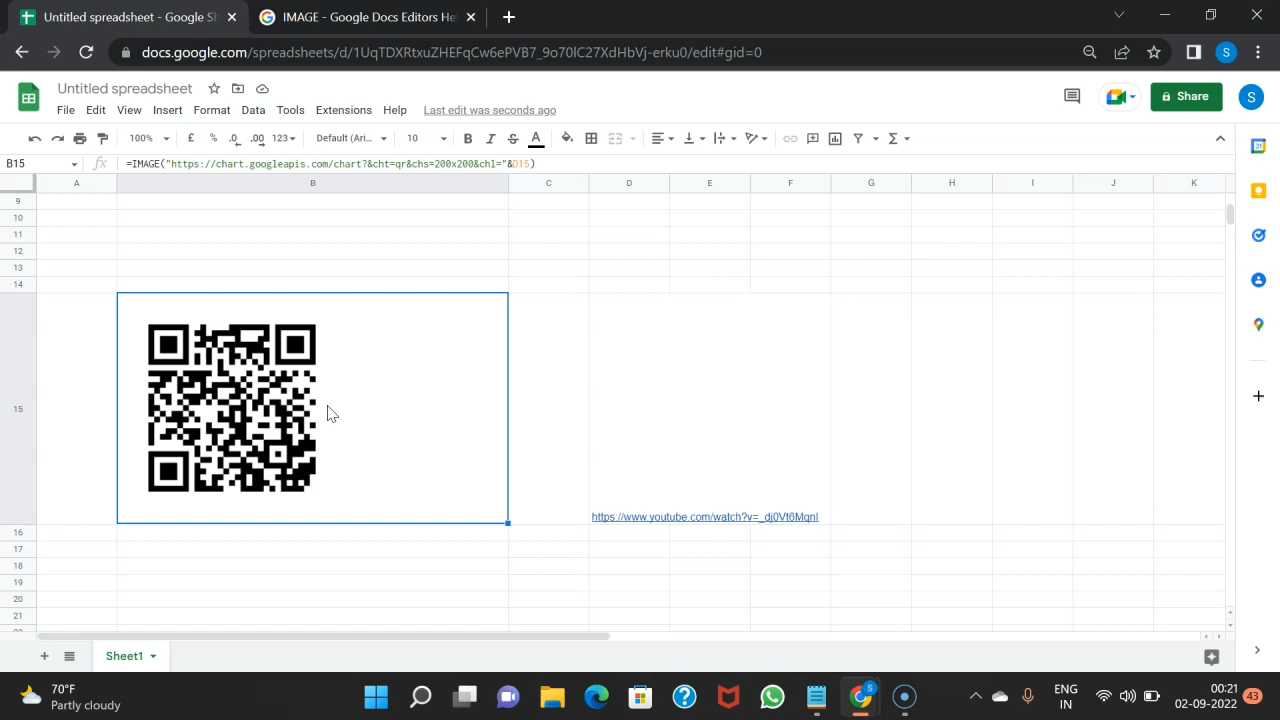 Untitled spreadsheet - Google Sh
IMAGE - Google Docs Editors He
docs.google.com/spreadsheets/d/1UqTDXRtxuZHEFqCw6ePVB7_9o70IC27XdHbVj-erku0/edit#gid=0
S
Untitled spreadsheet
File Edit View Insert Format Data Tools Extensions Help Last edit was seconds ago
Share
S
100% £ % .0 .00 123 Default (Ari... 10 B I S A
B15 fx =IMAGE("https://chart.googleapis.com/chart?&cht=qr&chs=200x200&chl="&D15)
A B C D E F G H I J K
9
10
11
12
13
14
15
https://www.youtube.com/watch?v=_dj0Vt6MqnI
16
17
18
19
20
21
Sheet1
70°F
Partly cloudy
ENG
IN
00:21
02-09-2022
43